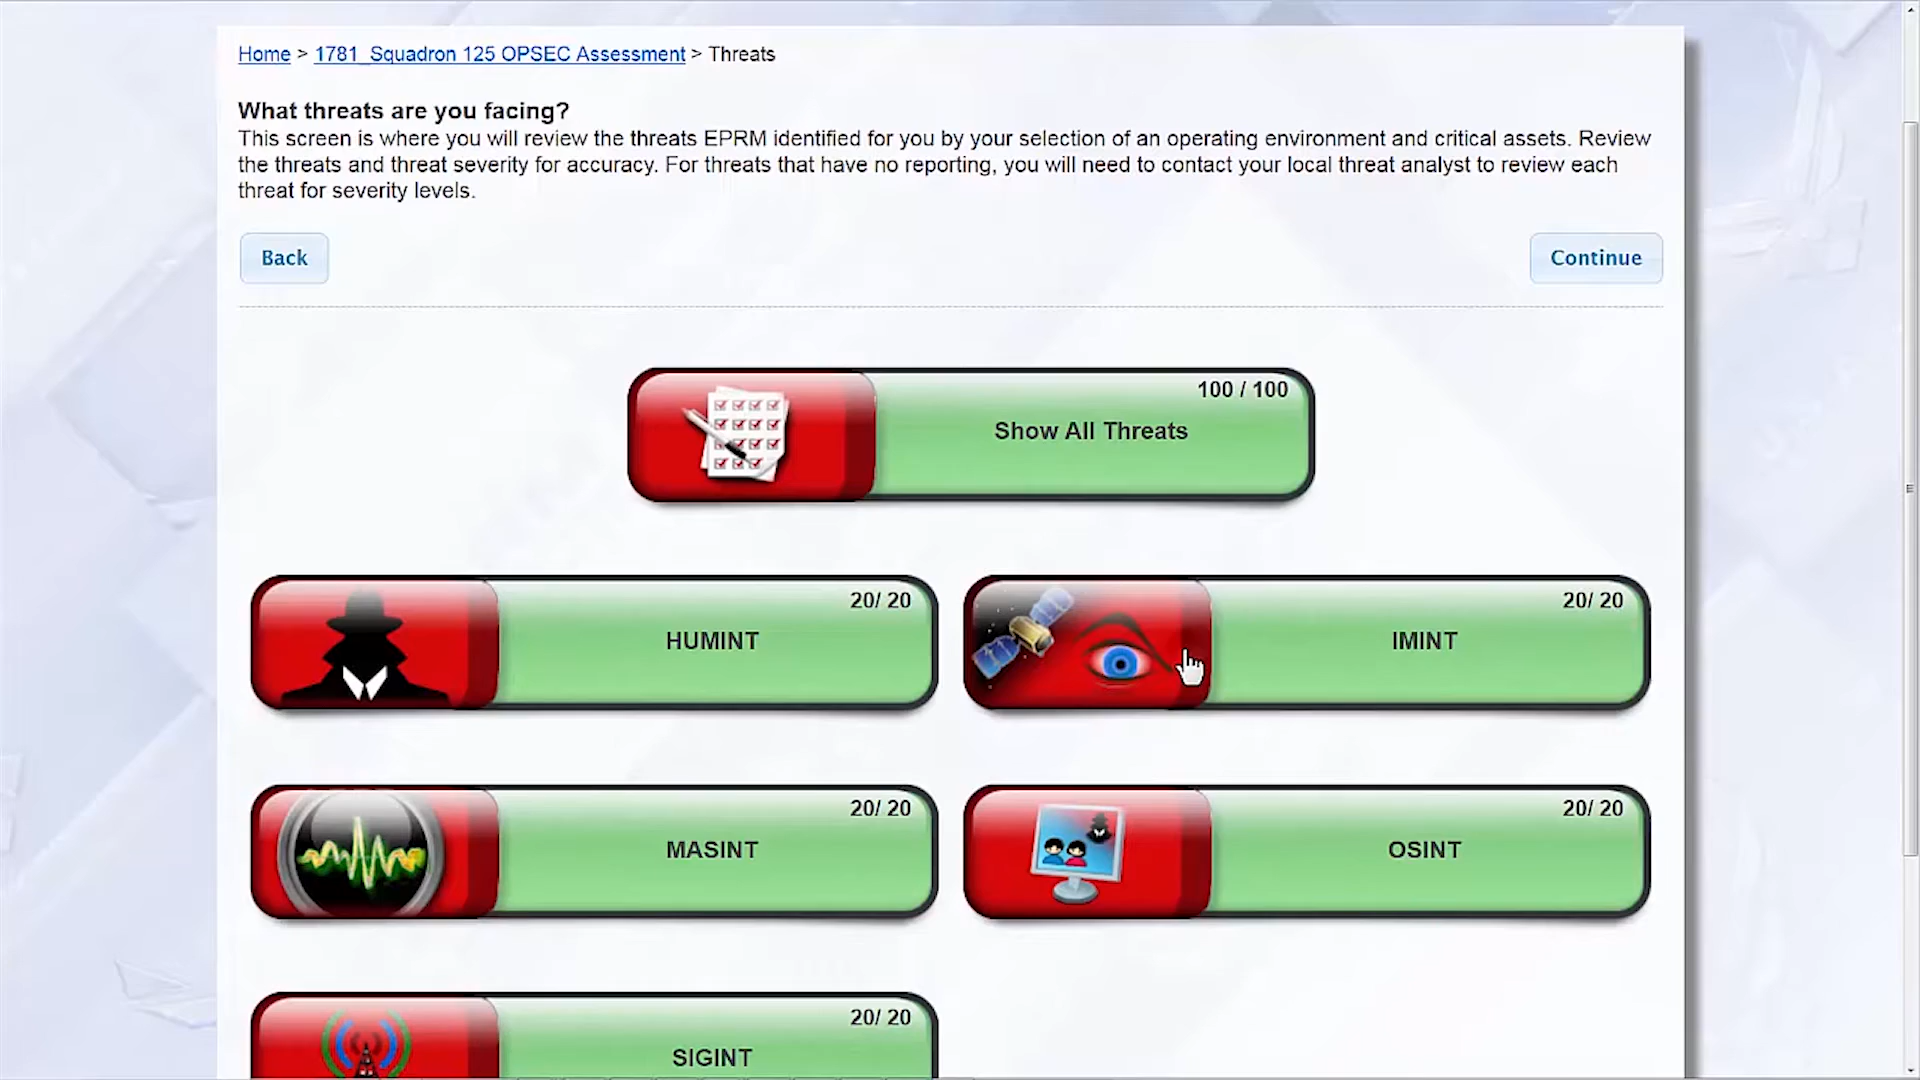 Home > 1781_Squadron 125 OPSEC Assessment > Threats
What threats are you facing?
This screen is where you will review the threats EPRM identified for you by your selection of an operating environment and critical assets. Review
the threats and threat severity for accuracy. For threats that have no reporting, you will need to contact your local threat analyst to review each
threat for severity levels.
Back
Continue
100 / 100
Show All Threats
20/ 20
HUMINT
20/ 20
IMINT
20/ 20
MASINT
20/ 20
OSINT
20/ 20
SIGINT